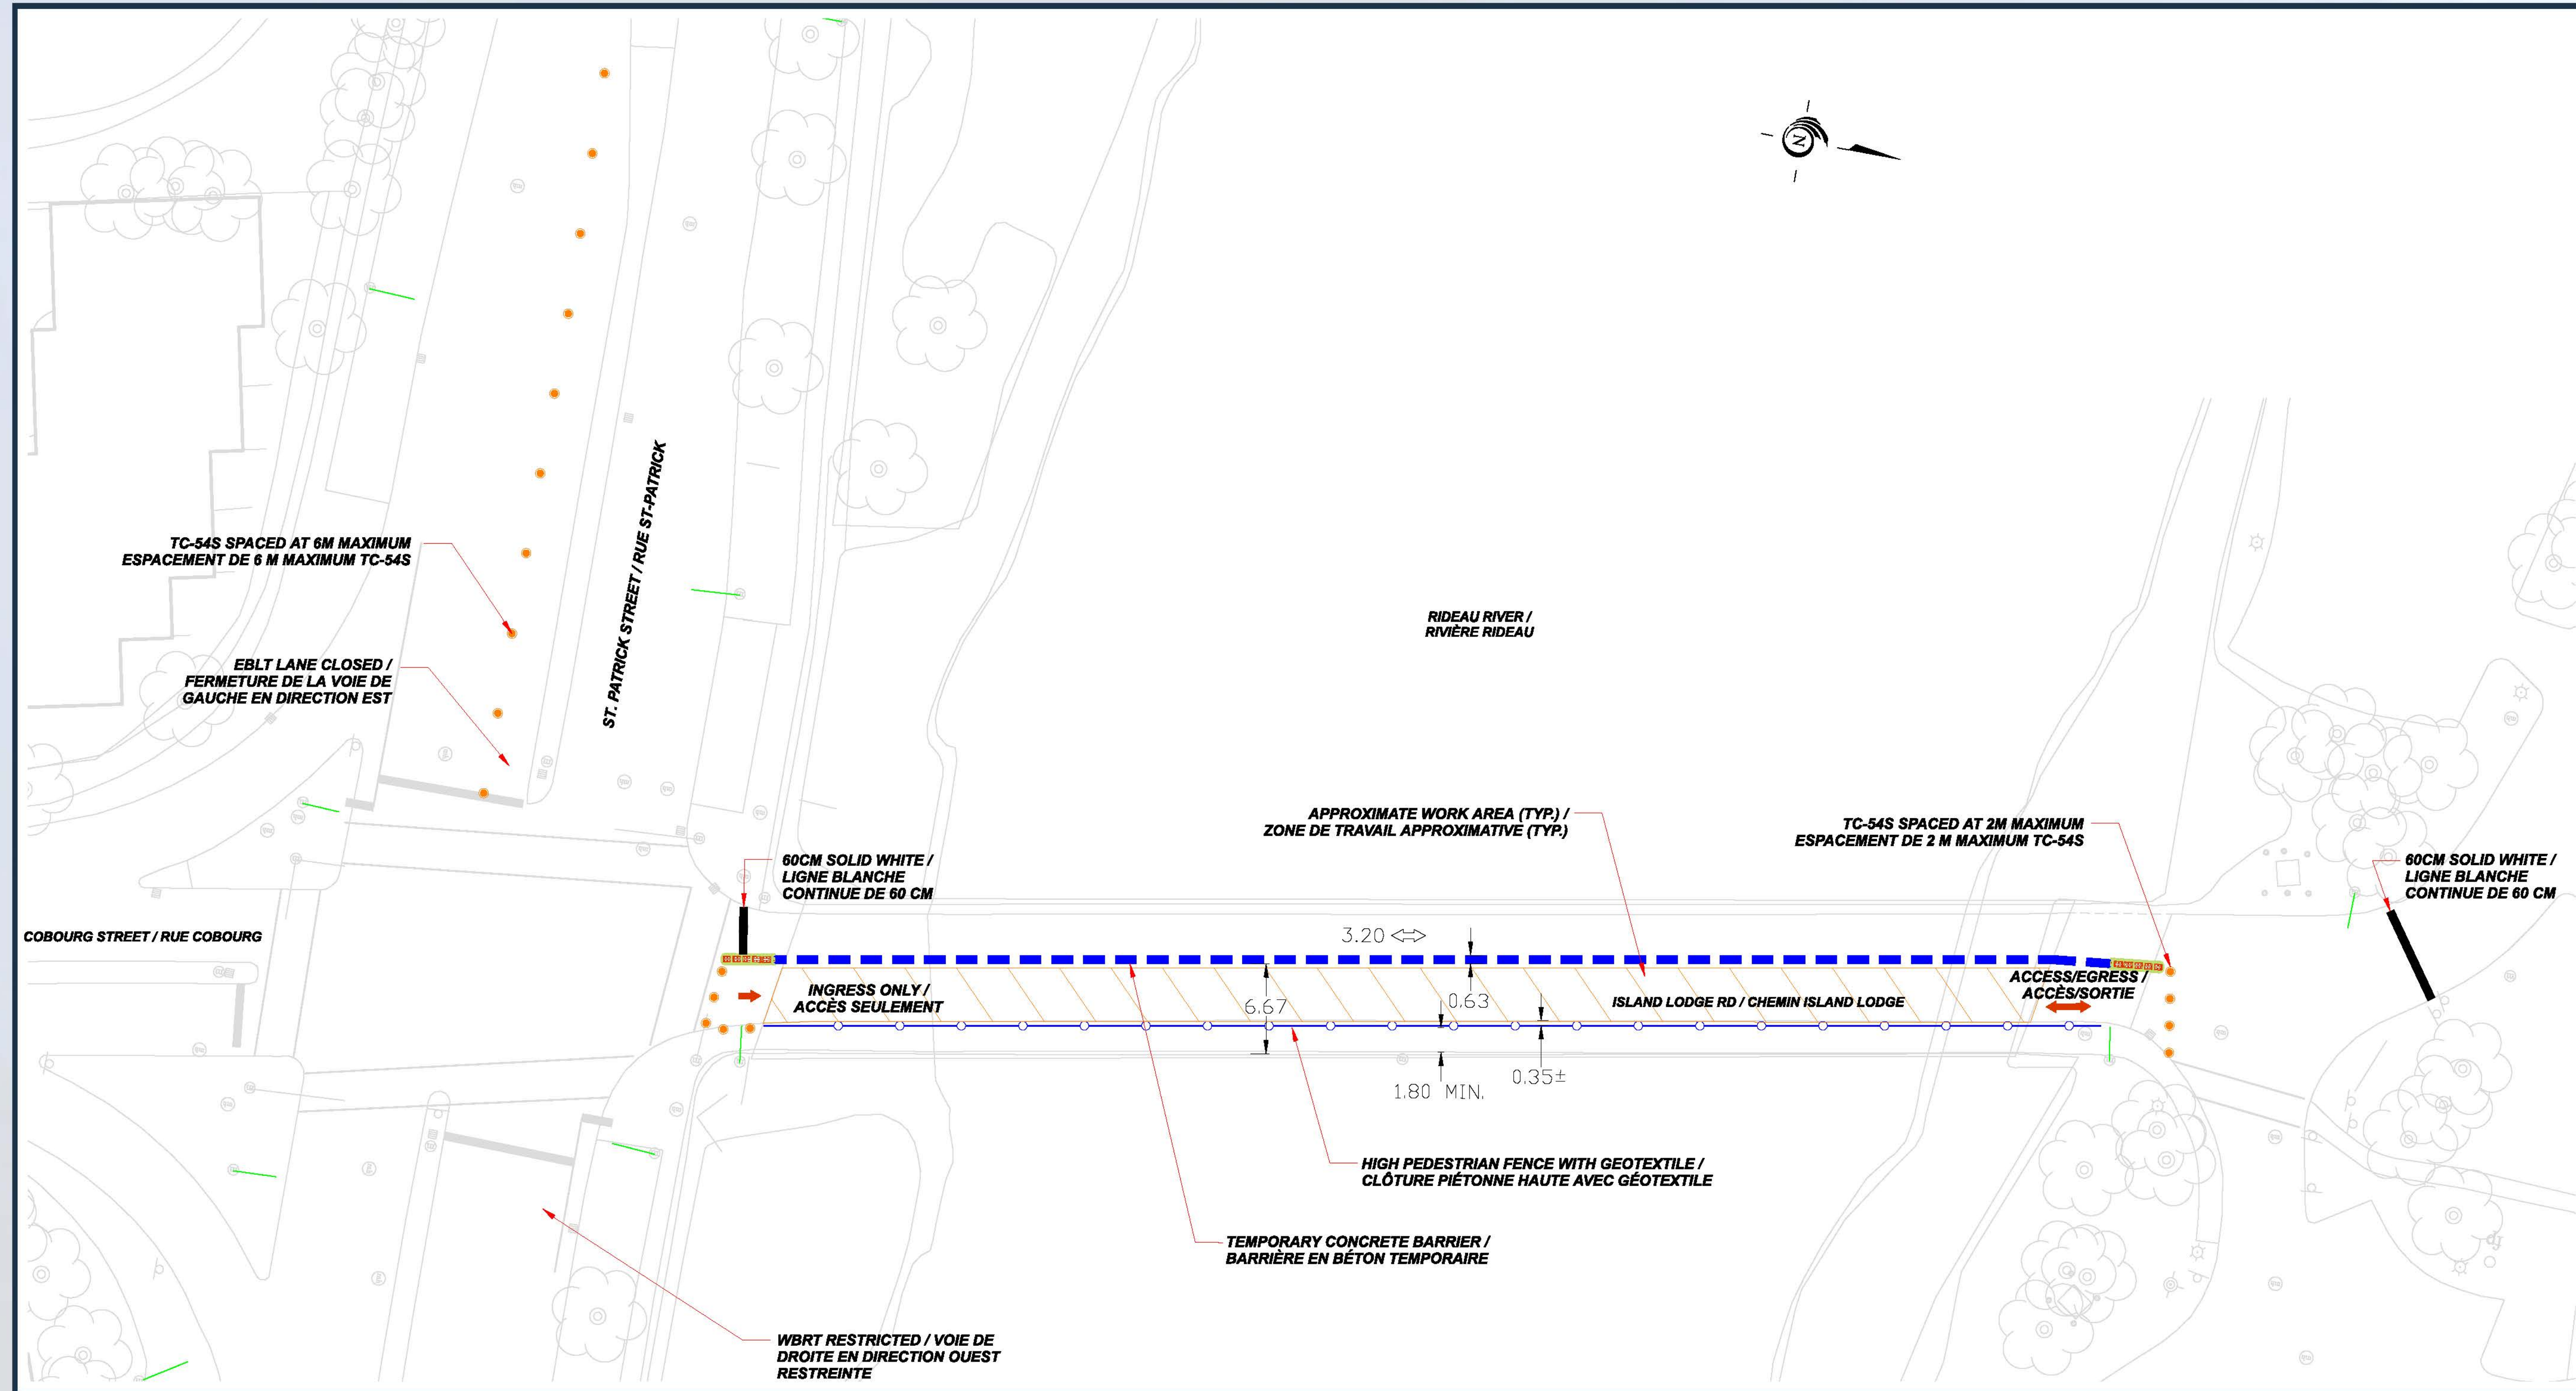 N
TC-54S SPACED AT 6M MAXIMUM
ESPACEMENT DE 6 M MAXIMUM TC-54S
EBLT LANE CLOSED /
FERMETURE DE LA VOIE DE
GAUCHE EN DIRECTION EST
ST. PATRICK STREET / RUE ST-PATRICK
RIDEAU RIVER /
RIVIÈRE RIDEAU
APPROXIMATE WORK AREA (TYP.) /
ZONE DE TRAVAIL APPROXIMATIVE (TYP.)
TC-54S SPACED AT 2M MAXIMUM
ESPACEMENT DE 2 M MAXIMUM TC-54S
60CM SOLID WHITE /
LIGNE BLANCHE
CONTINUE DE 60 CM
60CM SOLID WHITE /
LIGNE BLANCHE
CONTINUE DE 60 CM
COBOURG STREET / RUE COBOURG
3.20
INGRESS ONLY /
ACCÈS SEULEMENT
6.67
0.63
ISLAND LODGE RD / CHEMIN ISLAND LODGE
ACCESS/EGRESS /
ACCÈS/SORTIE
1.80 MIN.
0.35±
HIGH PEDESTRIAN FENCE WITH GEOTEXTILE /
CLÔTURE PIÉTONNE HAUTE AVEC GÉOTEXTILE
TEMPORARY CONCRETE BARRIER /
BARRIÈRE EN BÉTON TEMPORAIRE
WBRT RESTRICTED / VOIE DE
DROITE EN DIRECTION OUEST
RESTREINTE